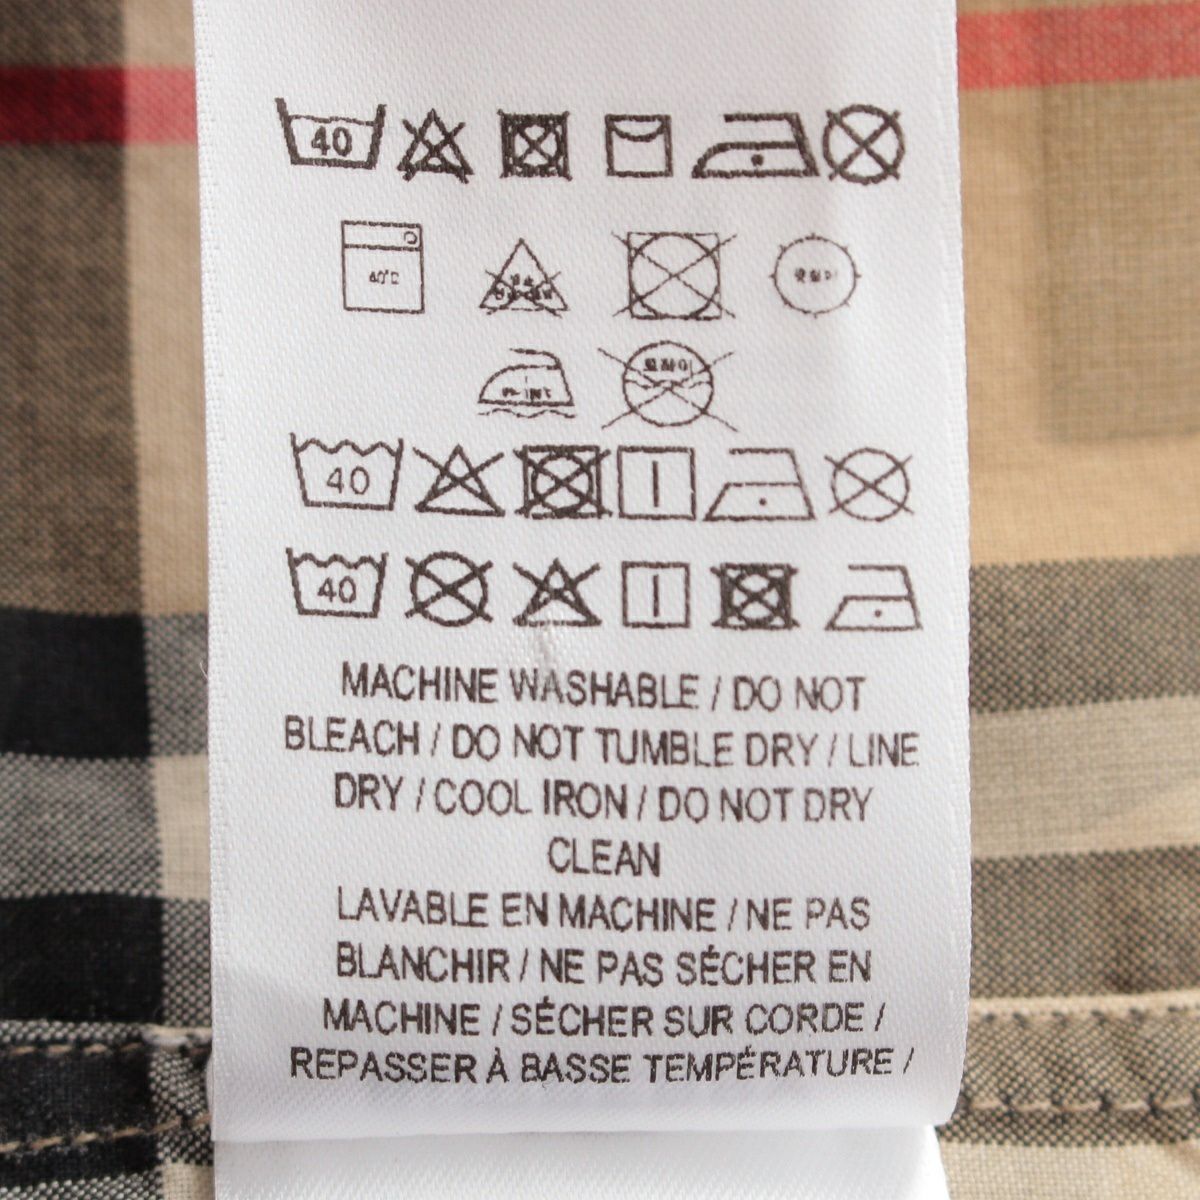 40
40°C
40
40
MACHINE WASHABLE / DO NOT
BLEACH / DO NOT TUMBLE DRY / LINE
DRY / COOL IRON / DO NOT DRY
CLEAN
LAVABLE EN MACHINE / NE PAS
BLANCHIR / NE PAS SÉCHER EN
MACHINE / SÉCHER SUR CORDE /
REPASSER À BASSE TEMPÉRATURE /